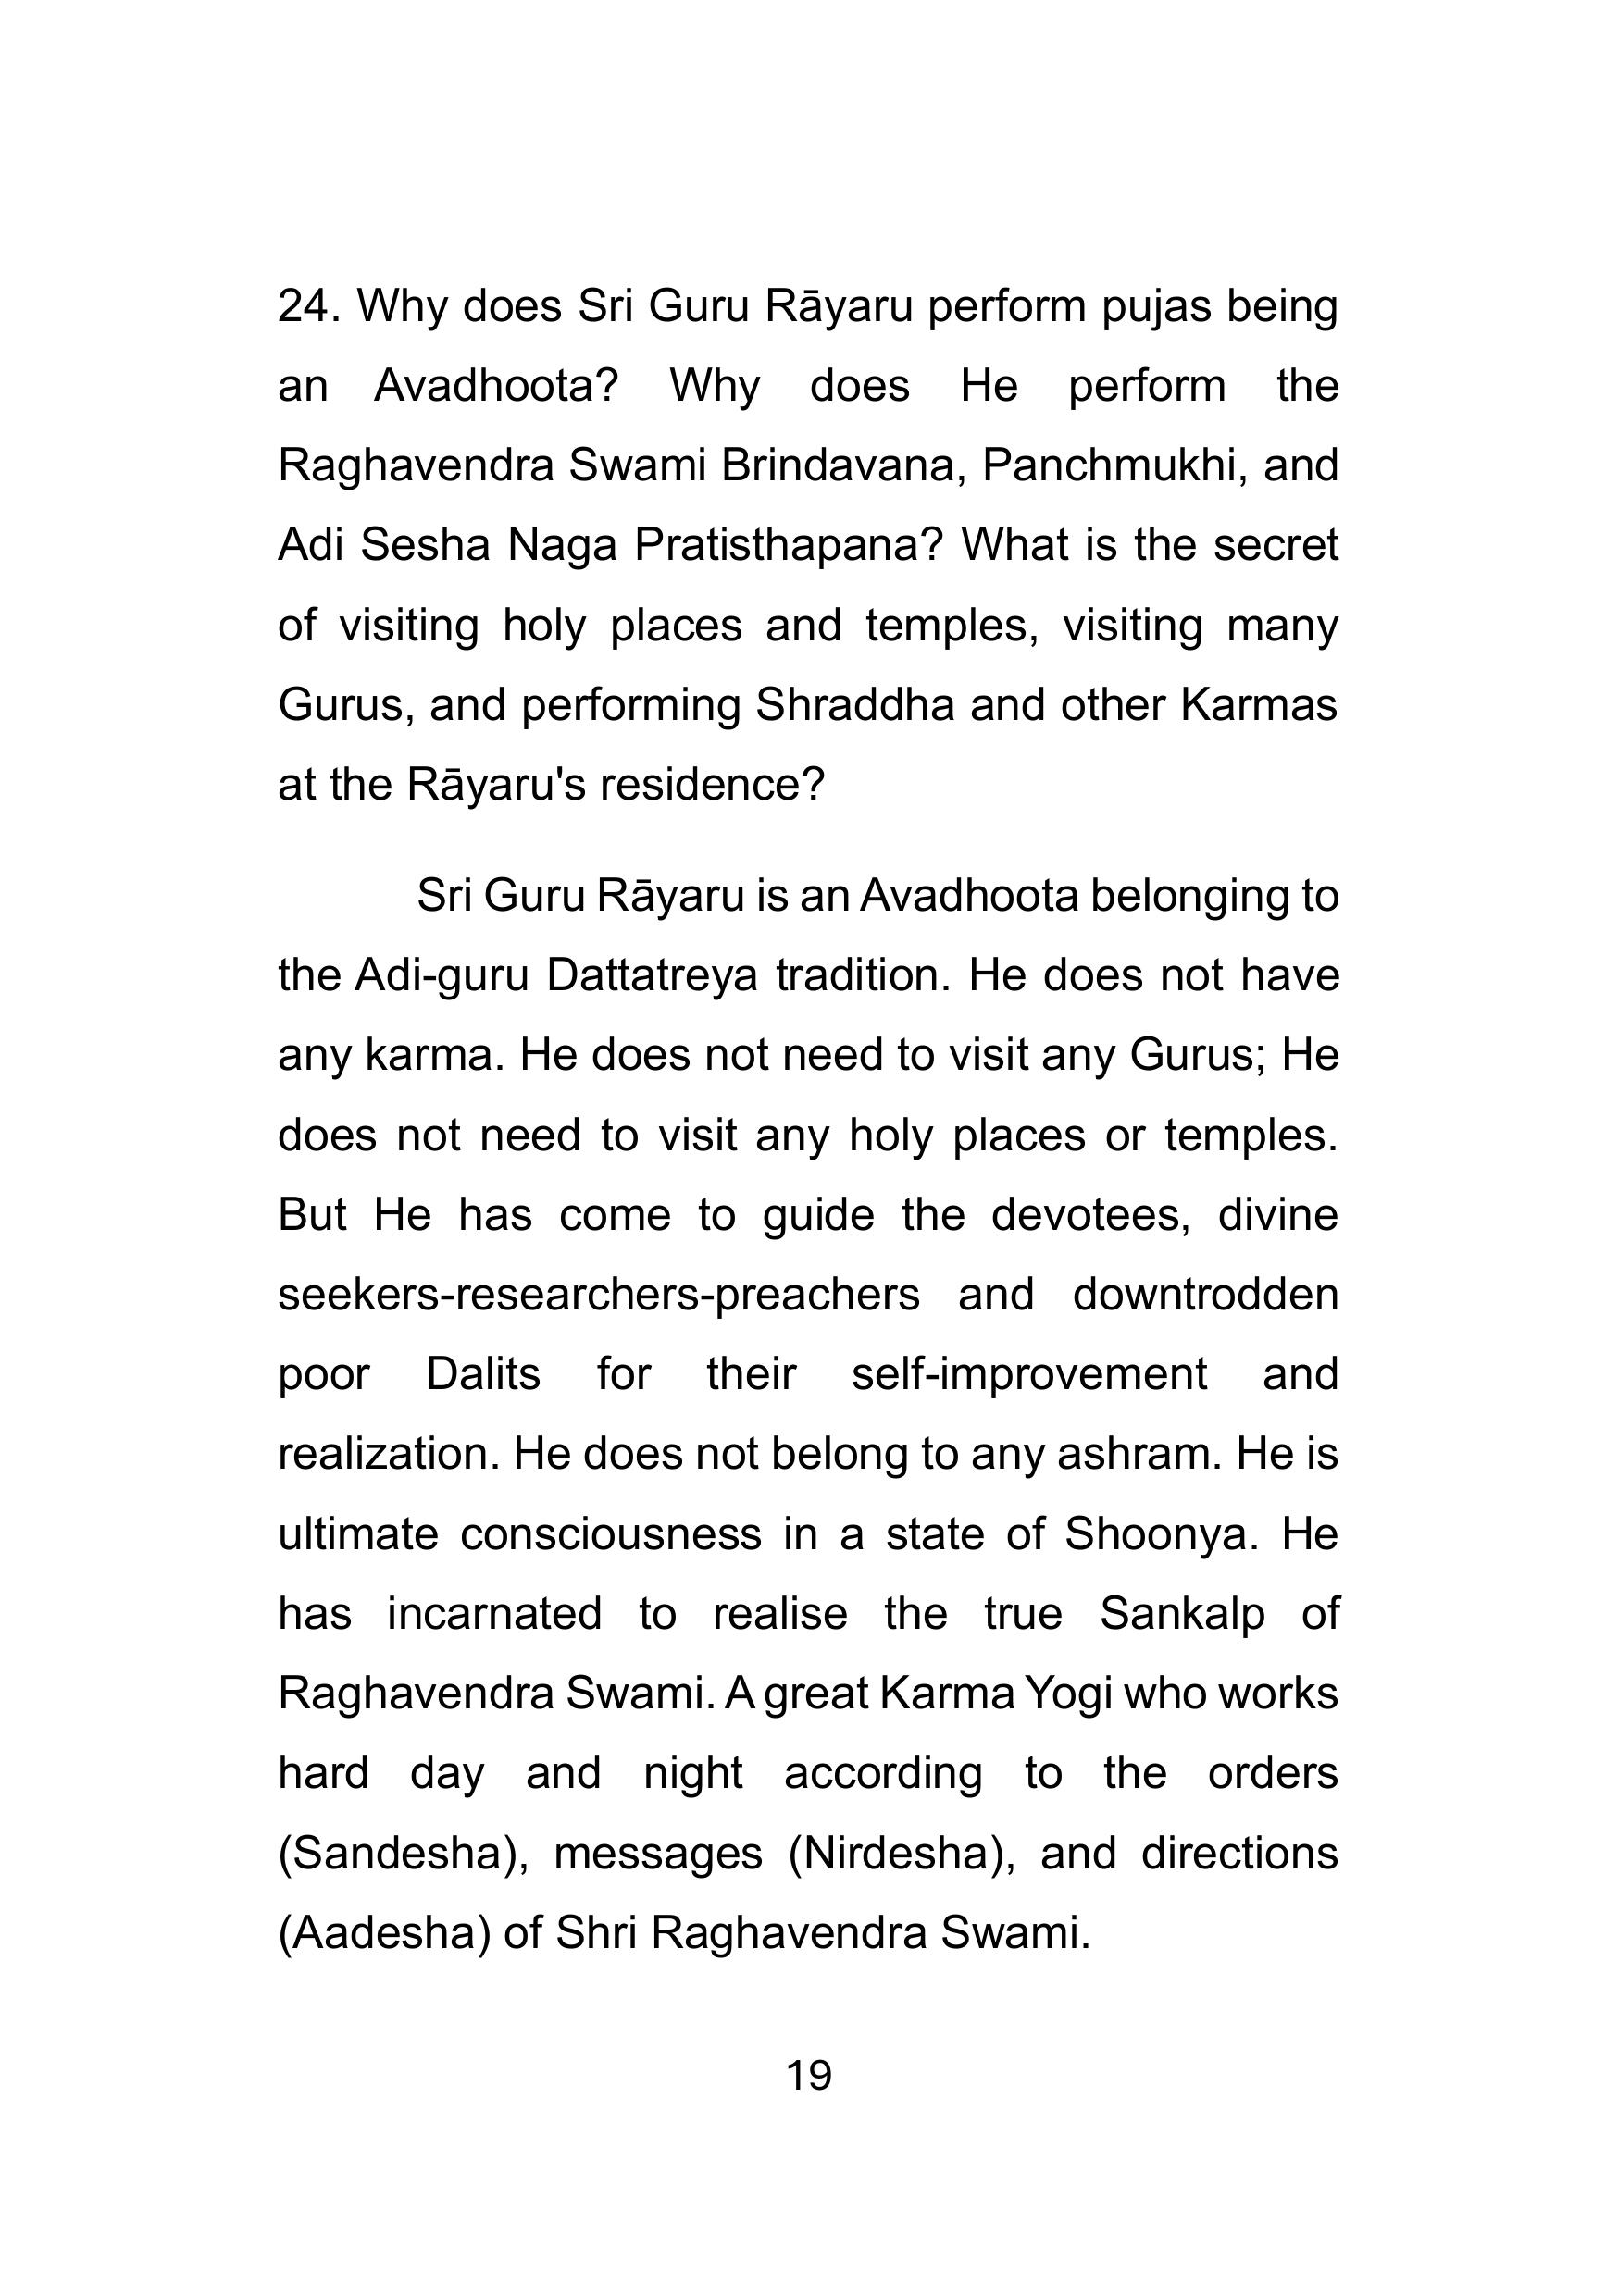 24. Why does Sri Guru Rāyaru perform pujas being
an Avadhoota? Why does He perform the
Raghavendra Swami Brindavana, Panchmukhi, and
Adi Sesha Naga Pratisthapana? What is the secret
of visiting holy places and temples, visiting many
Gurus, and performing Shraddha and other Karmas
at the Rāyaru's residence?
Sri Guru Rāyaru is an Avadhoota belonging to
the Adi-guru Dattatreya tradition. He does not have
any karma. He does not need to visit any Gurus; He
does not need to visit any holy places or temples.
But He has come to guide the devotees, divine
seekers-researchers-preachers and downtrodden
poor Dalits for their self-improvement and
realization. He does not belong to any ashram. He is
ultimate consciousness in a state of Shoonya. He
has incarnated to realise the true Sankalp of
Raghavendra Swami. A great Karma Yogi who works
hard day and night according to the orders
(Sandesha), messages (Nirdesha), and directions
(Aadesha) of Shri Raghavendra Swami.
19